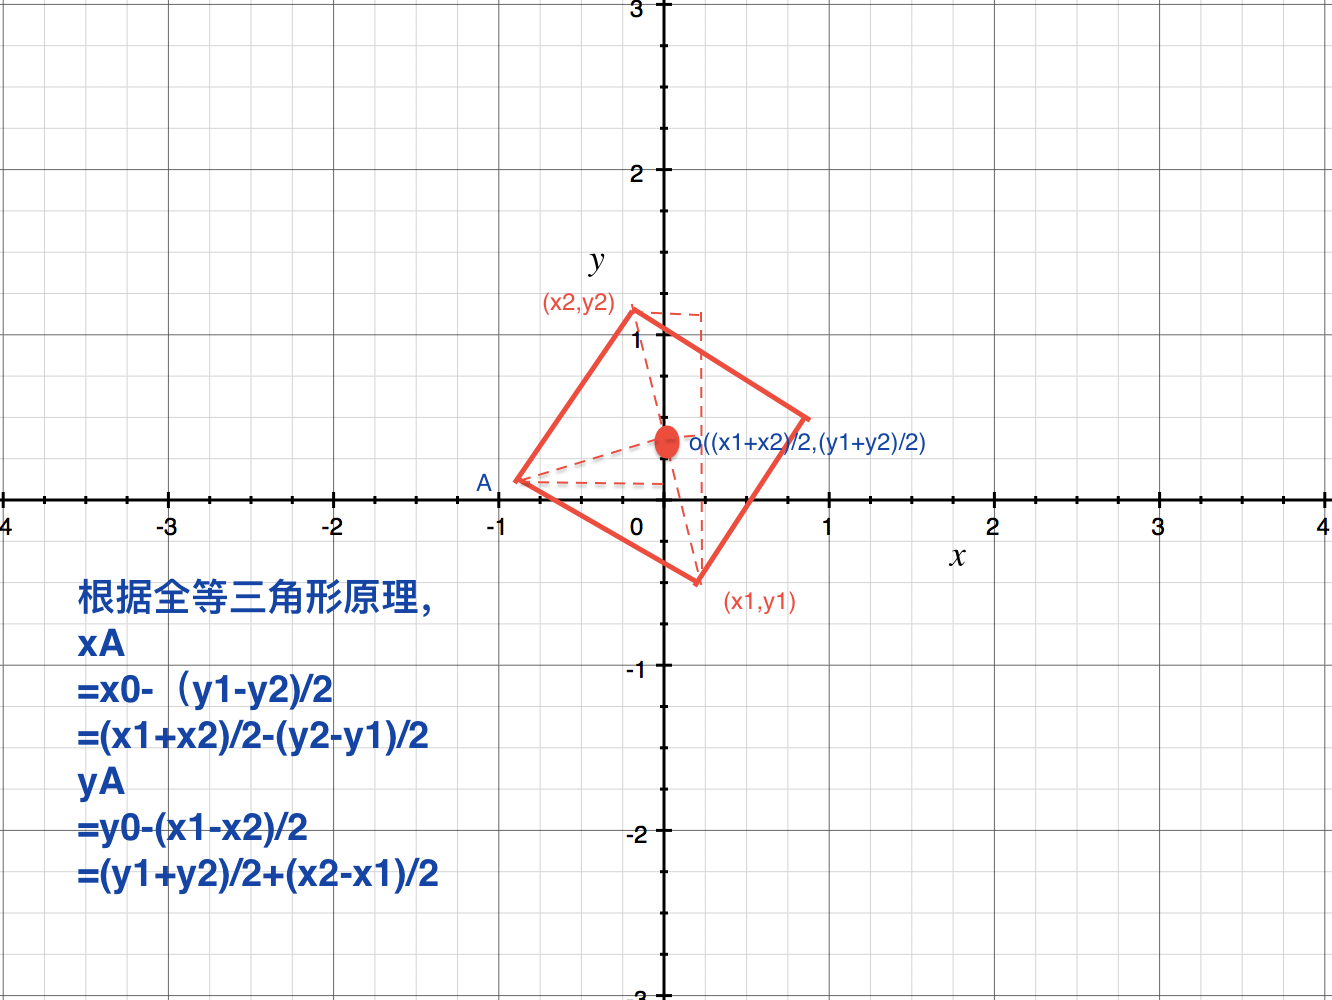 3
2
y
(x2,y2)
1
o((x1+x2)/2,(y1+y2)/2)
A
4 -3 -2 -1 0 1 2 3 4
x
根据全等三角形原理，
(x1,y1)
xA
-1
=x0-（y1-y2)/2
=(x1+x2)/2-(y2-y1)/2
yA
=y0-(x1-x2)/2
-2
=(y1+y2)/2+(x2-x1)/2
-3